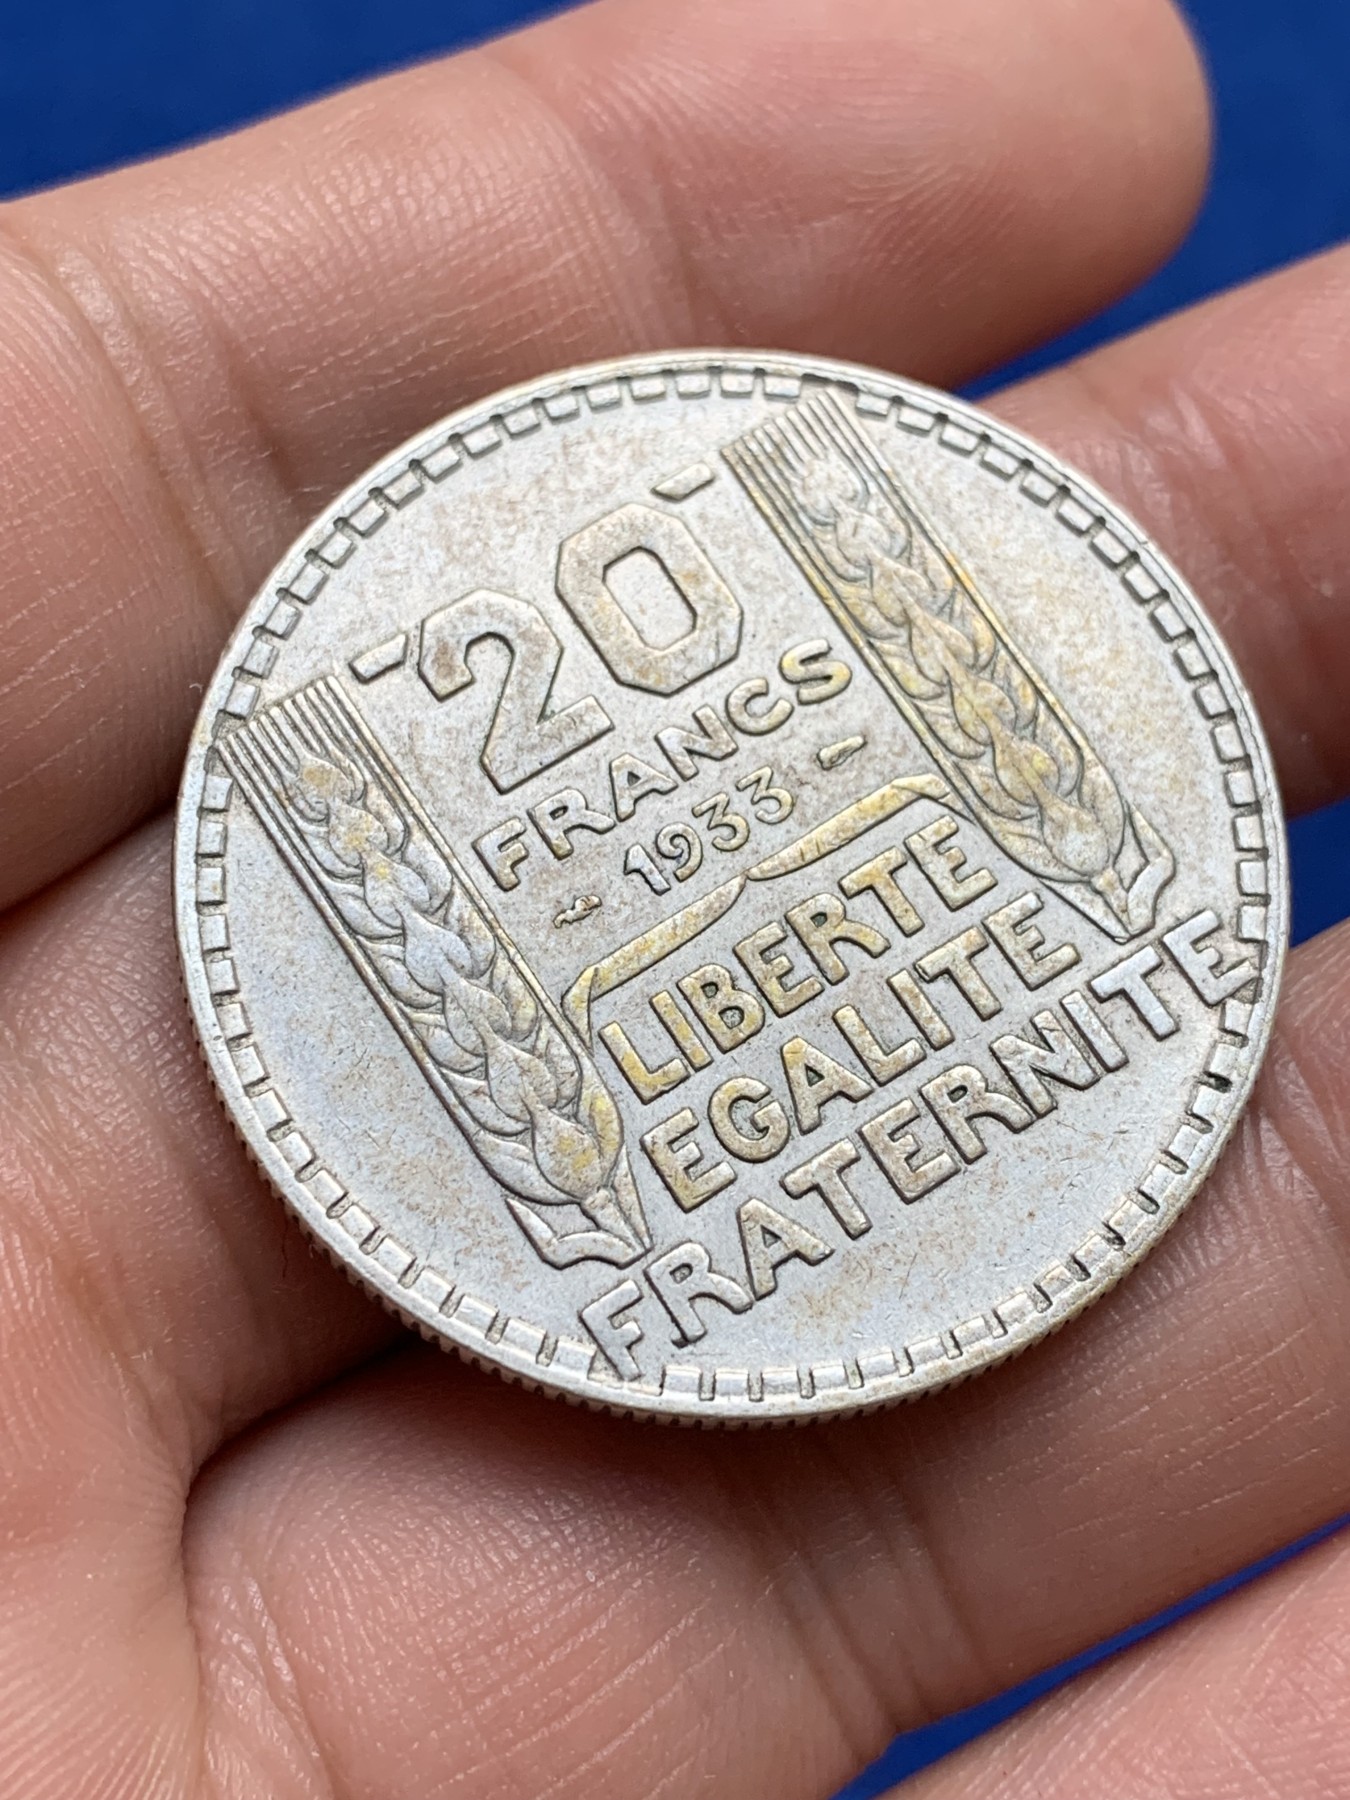 20
FRANCS
1933
LIBERTE
EGALITE
FRATERNITE